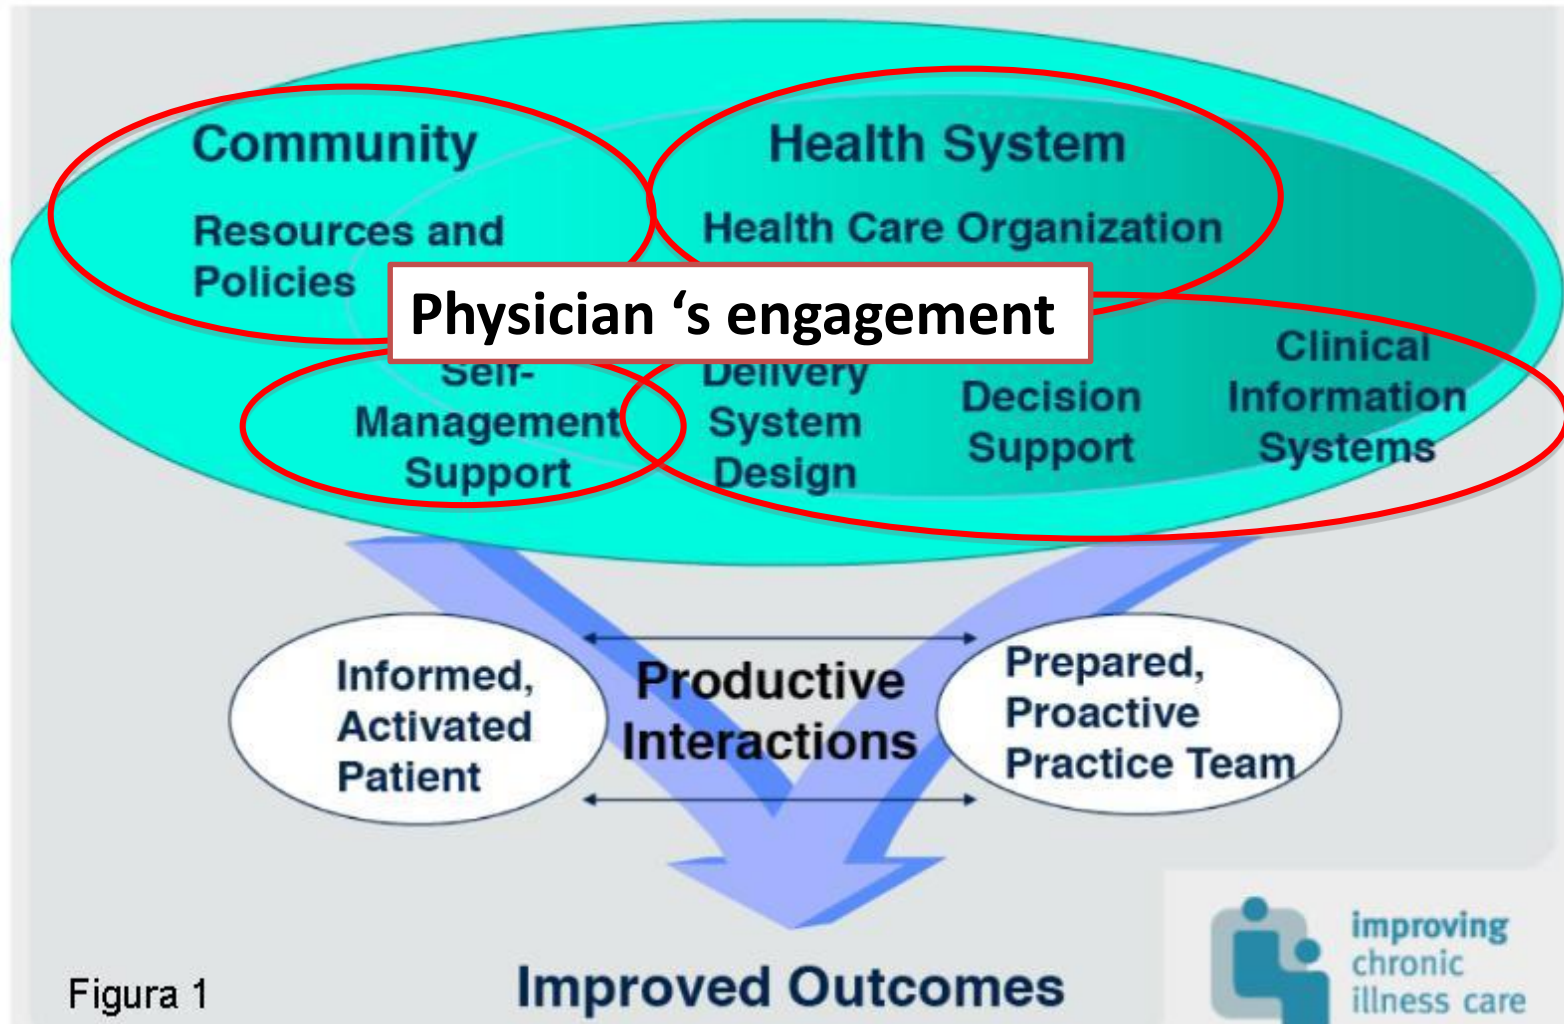 Community
Health System
Resources and
Policies
Health Care Organization
Physician ‘s engagement
Self-
Management
Support
Delivery
System
Design
Decision
Support
Clinical
Information
Systems
Informed,
Activated
Patient
Productive
Interactions
Prepared,
Proactive
Practice Team
Improved Outcomes
Figura 1
improving
chronic
illness care